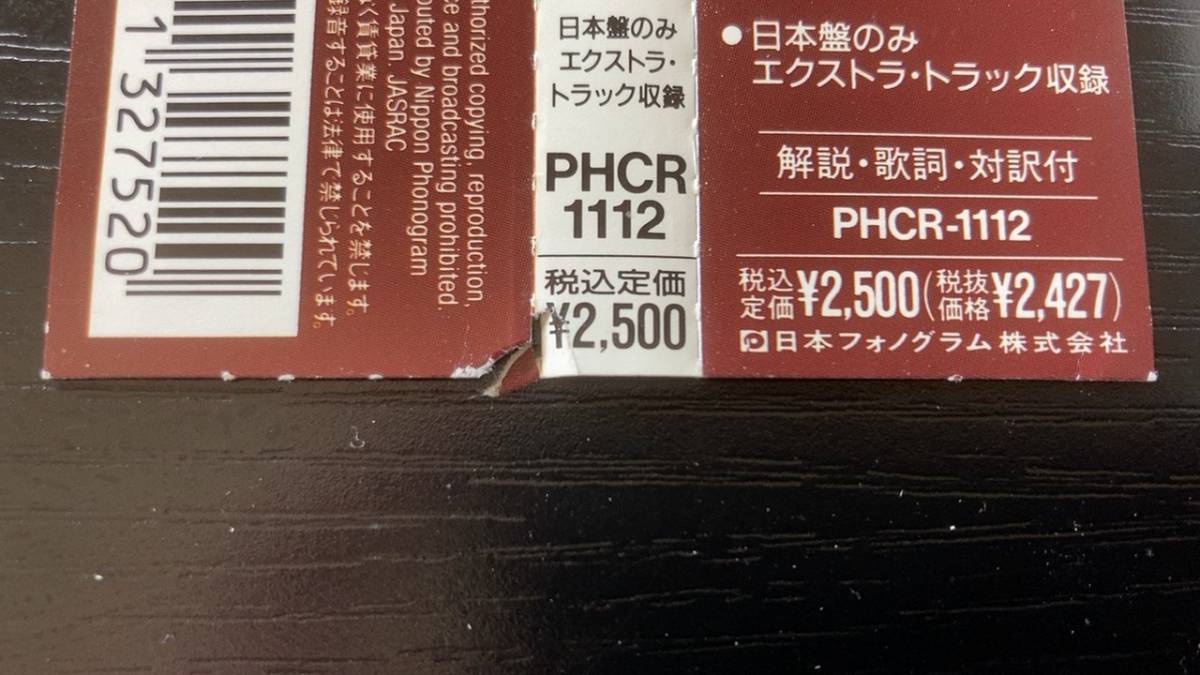 1 327520
authorized copying, reproduction,
and broadcasting prohibited.
by Nippon Phonogram
Japan. JASRAC
賃貸業に使用することを禁じます。
録音することは法律で禁じられています。
日本盤のみ
エクストラ・
トラック収録
PHCR
1112
税込定価
¥2,500
●日本盤のみ
エクストラ・トラック収録
解説・歌詞・対訳付
PHCR-1112
税込定価¥2,500(税抜価格¥2,427)
日本フォノグラム株式会社